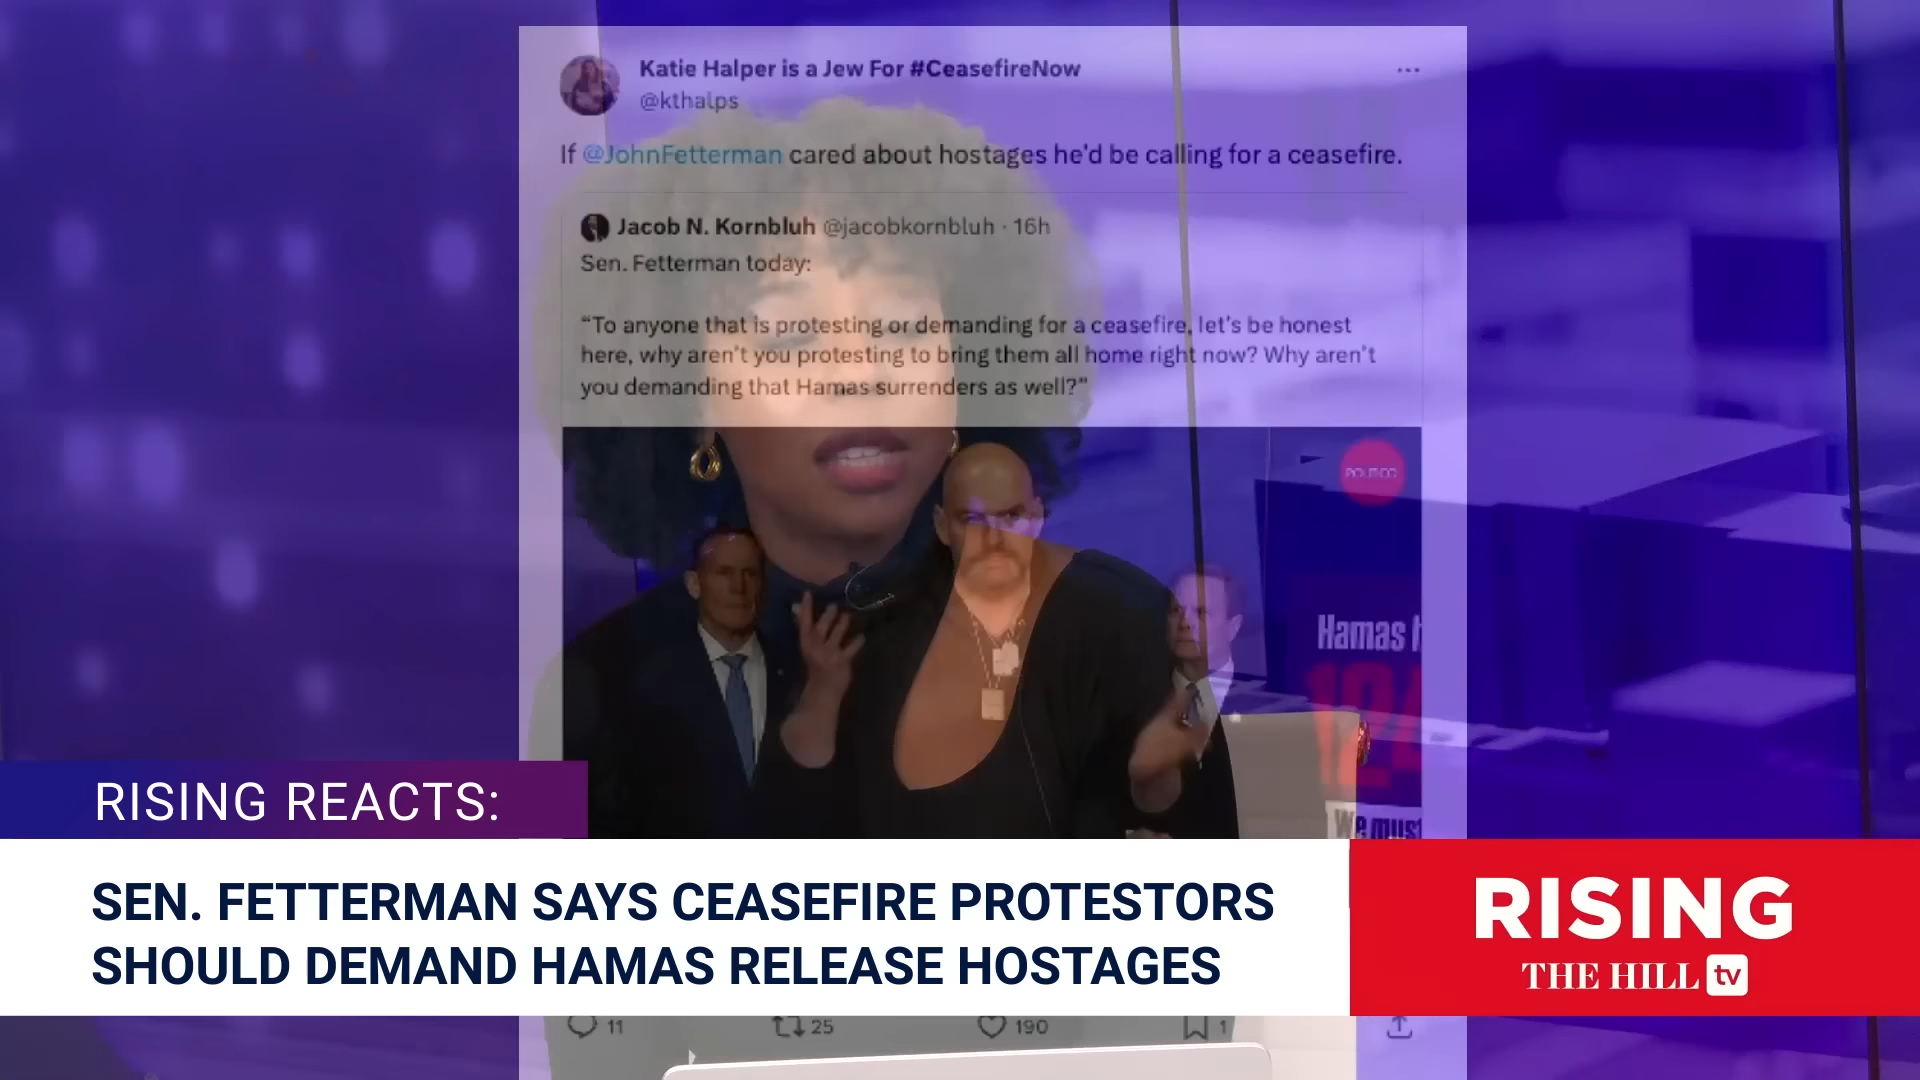 Katie Halper is a Jew For #CeasefireNow
@kthalps
If @JohnFetterman cared about hostages he'd be calling for a ceasefire.
Jacob N. Kornbluh @jacobkornbluh · 16h
Sen. Fetterman today:
“To anyone that is protesting or demanding for a ceasefire, let’s be honest
here, why aren’t you protesting to bring them all home right now? Why aren’t
you demanding that Hamas surrenders as well?”
POLITICO
Hamas
124
We must
RISING REACTS:
SEN. FETTERMAN SAYS CEASEFIRE PROTESTORS
SHOULD DEMAND HAMAS RELEASE HOSTAGES
RISING
THE HILL tv
11 25 190 1